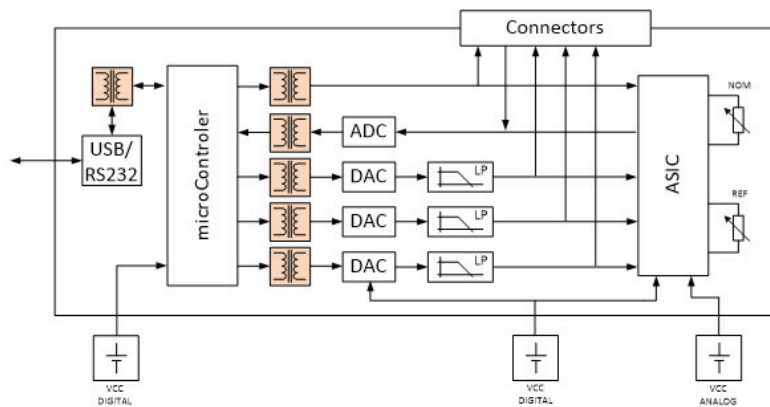 Connectors
USB/
RS232
microControler
ADC
DAC
LP
DAC
LP
DAC
LP
ASIC
NOM
REF
VCC
DIGITAL
VCC
DIGITAL
VCC
ANALOG